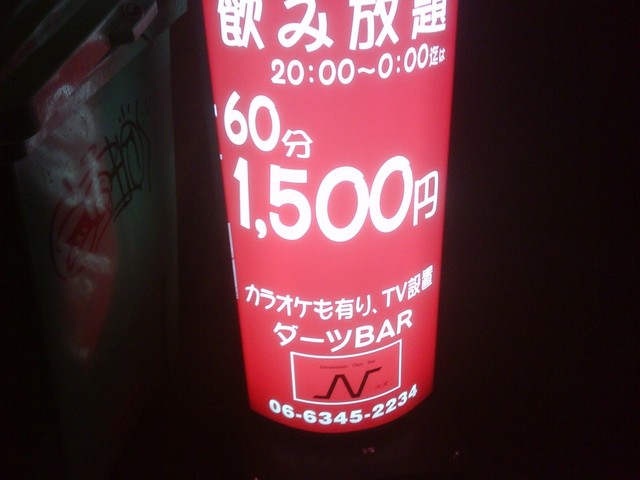 飲み放題
20:00～0:00迄は
60分
1,500円
カラオケも有り、TV設置
ダーツBAR
N
06-6345-2234